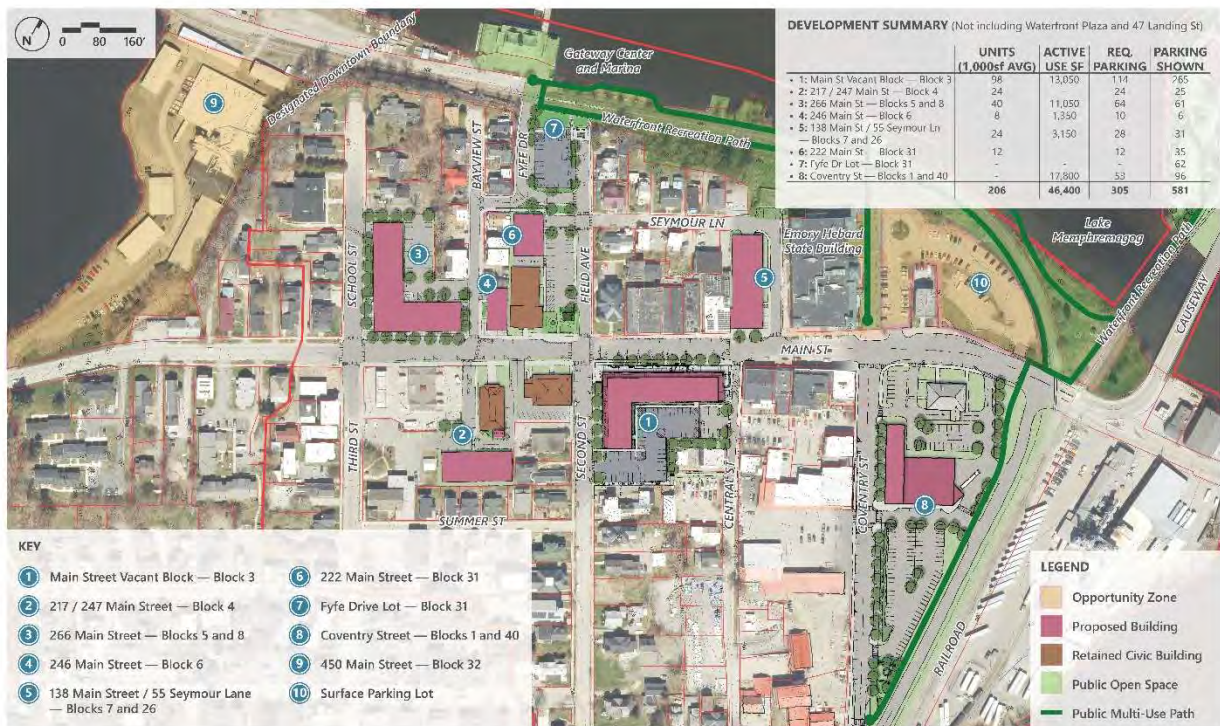 N
0 80 160'
Designated Downtown Boundary
Gateway Center
and Marina
Waterfront Recreation Path
DEVELOPMENT SUMMARY (Not including Waterfront Plaza and 47 Landing St)
UNITS (1,000sf AVG) ACTIVE USE SF REQ. PARKING PARKING SHOWN
• 1: Main St Vacant Block — Block 3 98 13,050 114 265
• 2: 217 / 247 Main St — Block 4 24 - 24 25
• 3: 266 Main St — Blocks 5 and 8 40 11,050 64 61
• 4: 246 Main St — Block 6 8 1,350 10 6
• 5: 138 Main St / 55 Seymour Ln
— Blocks 7 and 26 24 3,150 28 31
• 6: 222 Main St — Block 31 12 - 12 35
• 7: Fyfe Dr Lot — Block 31 - - - 62
• 8: Coventry St — Blocks 1 and 40 - 17,800 53 96
206 46,400 305 581
9
7
BAYVIEW ST
FYFE DR
SCHOOL ST
3
6
4
FIELD AVE
SEYMOUR LN
5
Emory Hebard
State Building
10
Lake
Memphremagog
Waterfront Recreation Path
CAUSEWAY
MAIN ST
THIRD ST
2
SECOND ST
1
CENTRAL ST
COVENTRY ST
8
SUMMER ST
RAILROAD
KEY
1 Main Street Vacant Block — Block 3
2 217 / 247 Main Street — Block 4
3 266 Main Street — Blocks 5 and 8
4 246 Main Street — Block 6
5 138 Main Street / 55 Seymour Lane
— Blocks 7 and 26
6 222 Main Street — Block 31
7 Fyfe Drive Lot — Block 31
8 Coventry Street — Blocks 1 and 40
9 450 Main Street — Block 32
10 Surface Parking Lot
LEGEND
Opportunity Zone
Proposed Building
Retained Civic Building
Public Open Space
Public Multi-Use Path